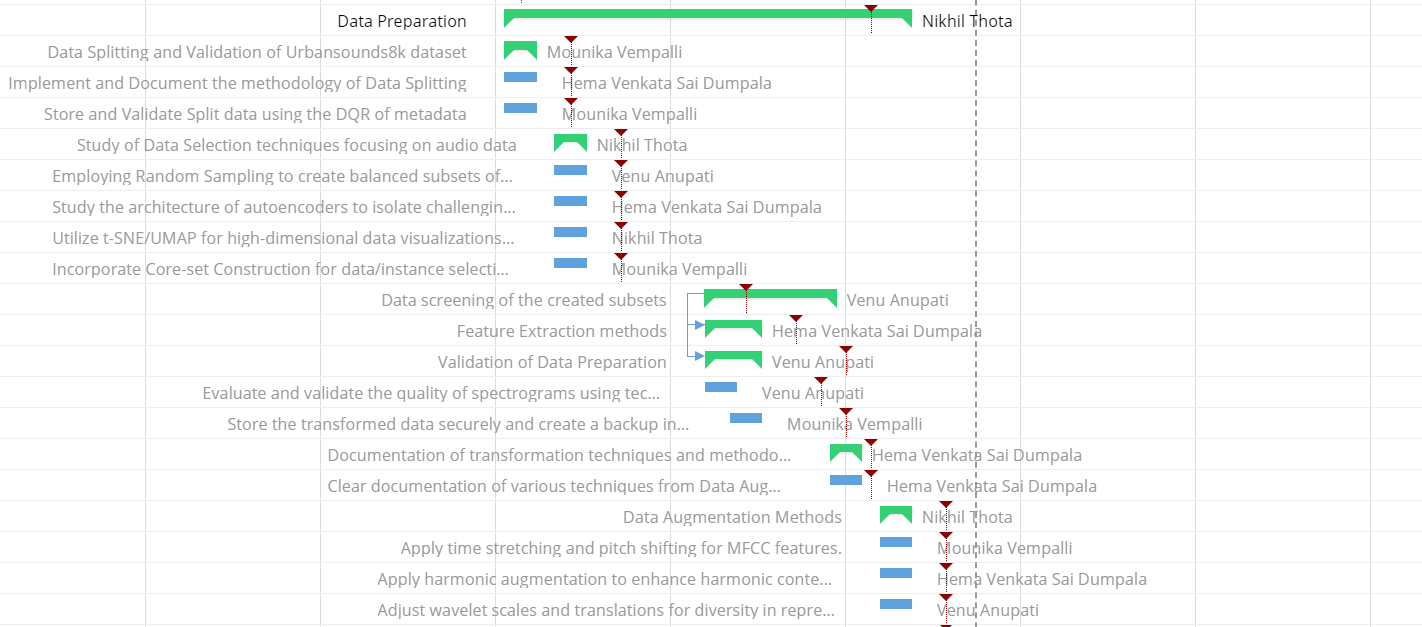 Data Preparation Nikhil Thota
Data Splitting and Validation of Urbansounds8k dataset Mounika Vempalli
Implement and Document the methodology of Data Splitting Hema Venkata Sai Dumpala
Store and Validate Split data using the DQR of metadata Mounika Vempalli
Study of Data Selection techniques focusing on audio data Nikhil Thota
Employing Random Sampling to create balanced subsets of... Venu Anupati
Study the architecture of autoencoders to isolate challengin... Hema Venkata Sai Dumpala
Utilize t-SNE/UMAP for high-dimensional data visualizations... Nikhil Thota
Incorporate Core-set Construction for data/instance selecti... Mounika Vempalli
Data screening of the created subsets Venu Anupati
Feature Extraction methods Hema Venkata Sai Dumpala
Validation of Data Preparation Venu Anupati
Evaluate and validate the quality of spectrograms using tec... Venu Anupati
Store the transformed data securely and create a backup in... Mounika Vempalli
Documentation of transformation techniques and methodo... Hema Venkata Sai Dumpala
Clear documentation of various techniques from Data Aug... Hema Venkata Sai Dumpala
Data Augmentation Methods Nikhil Thota
Apply time stretching and pitch shifting for MFCC features. Mounika Vempalli
Apply harmonic augmentation to enhance harmonic conte... Hema Venkata Sai Dumpala
Adjust wavelet scales and translations for diversity in repre... Venu Anupati